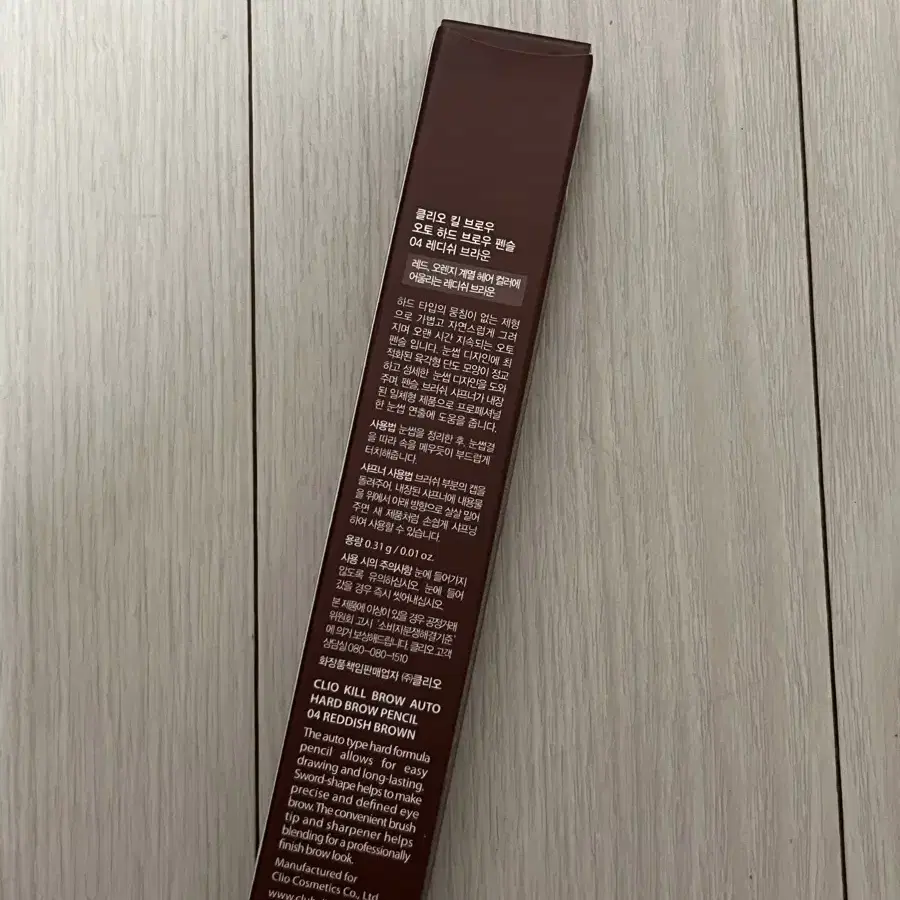 클리오 킬 브로우
오토 하드 브로우 펜슬
04 레디쉬 브라운
레드, 오렌지 계열 헤어 컬러에
어울리는 레디쉬 브라운
하드 타입의 뭉침이 없는 제형
으로 가볍고 자연스럽게 그려
지며 오랜 시간 지속되는 오토
펜슬 입니다. 눈썹 디자인에 최
적화된 육각형 단도 모양이 정교
하고 섬세한 눈썹 디자인을 도와
주며, 펜슬, 브러쉬, 샤프너가 내장
된 일체형 제품으로 프로페셔널
한 눈썹 연출에 도움을 줍니다.
사용법 눈썹을 정리한 후, 눈썹결
을 따라 속을 메우듯이 부드럽게
터치해줍니다.
샤프너 사용법 브러쉬 부분의 캡을
돌려주어, 내장된 샤프너에 내용물
을 위에서 아래 방향으로 살살 밀어
주면 새 제품처럼 손쉽게 샤프닝
하여 사용할 수 있습니다.
용량 0.31 g / 0.01 oz.
사용 시의 주의사항 눈에 들어가지
않도록 유의하십시오. 눈에 들어
갔을 경우 즉시 씻어내십시오.
본 제품에 이상이 있을 경우 공정거래
위원회 고시 '소비자분쟁해결기준'
에 의거 보상해드립니다. 클리오 고객
상담실 080-080-1510
화장품책임판매업자 ㈜클리오
CLIO KILL BROW AUTO
HARD BROW PENCIL
04 REDDISH BROWN
The auto type hard formula
pencil allows for easy
drawing and long-lasting.
Sword-shape helps to make
precise and defined eye
brow. The convenient brush
tip and sharpener helps
blending for a professionally
finish brow look.
Manufactured for
Clio Cosmetics Co., Ltd